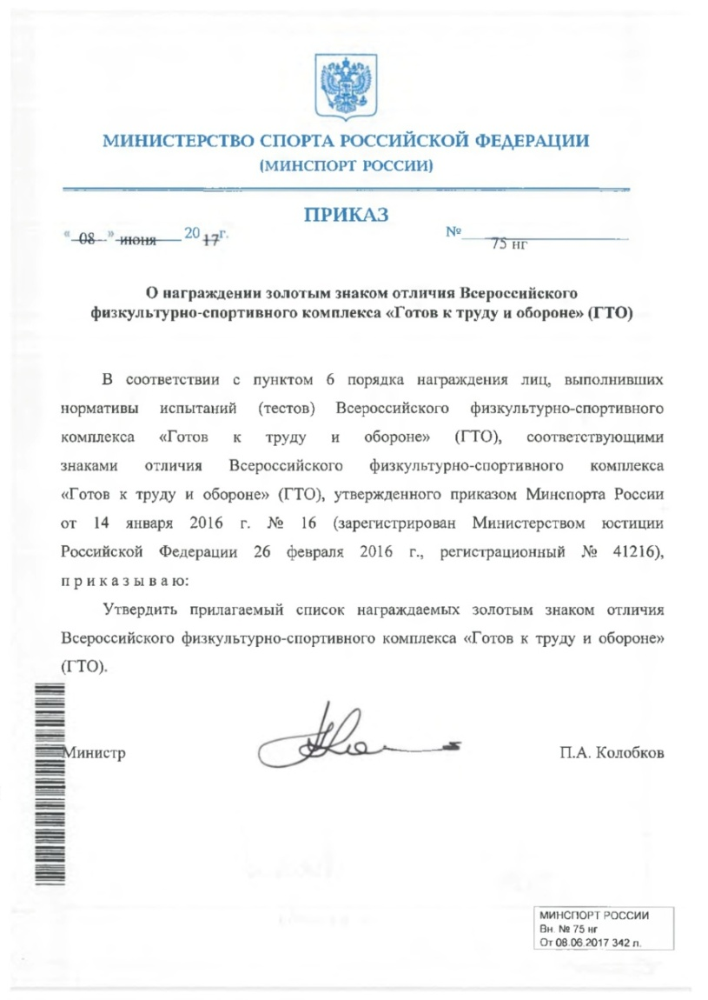 МИНИСТЕРСТВО СПОРТА РОССИЙСКОЙ ФЕДЕРАЦИИ
(МИНСПОРТ РОССИИ)
ПРИКАЗ
« 08 » июня 20 17 г. № 75 нг
О награждении золотым знаком отличия Всероссийского
физкультурно-спортивного комплекса «Готов к труду и обороне» (ГТО)
В соответствии с пунктом 6 порядка награждения лиц, выполнивших
нормативы испытаний (тестов) Всероссийского физкультурно-спортивного
комплекса «Готов к труду и обороне» (ГТО), соответствующими
знаками отличия Всероссийского физкультурно-спортивного комплекса
«Готов к труду и обороне» (ГТО), утвержденного приказом Минспорта России
от 14 января 2016 г. № 16 (зарегистрирован Министерством юстиции
Российской Федерации 26 февраля 2016 г., регистрационный № 41216),
п р и к а з ы в а ю:
Утвердить прилагаемый список награждаемых золотым знаком отличия
Всероссийского физкультурно-спортивного комплекса «Готов к труду и обороне»
(ГТО).
Министр П.А. Колобков
МИНСПОРТ РОССИИ
Вн. № 75 нг
От 08.06.2017 342 л.